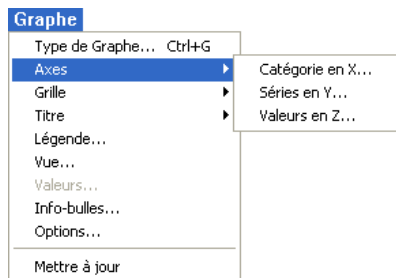 Graphe
Type de Graphe... Ctrl+G
Axes
Catégorie en X...
Séries en Y...
Valeurs en Z...
Grille
Titre
Légende...
Vue...
Valeurs...
Info-bulles...
Options...
Mettre à jour